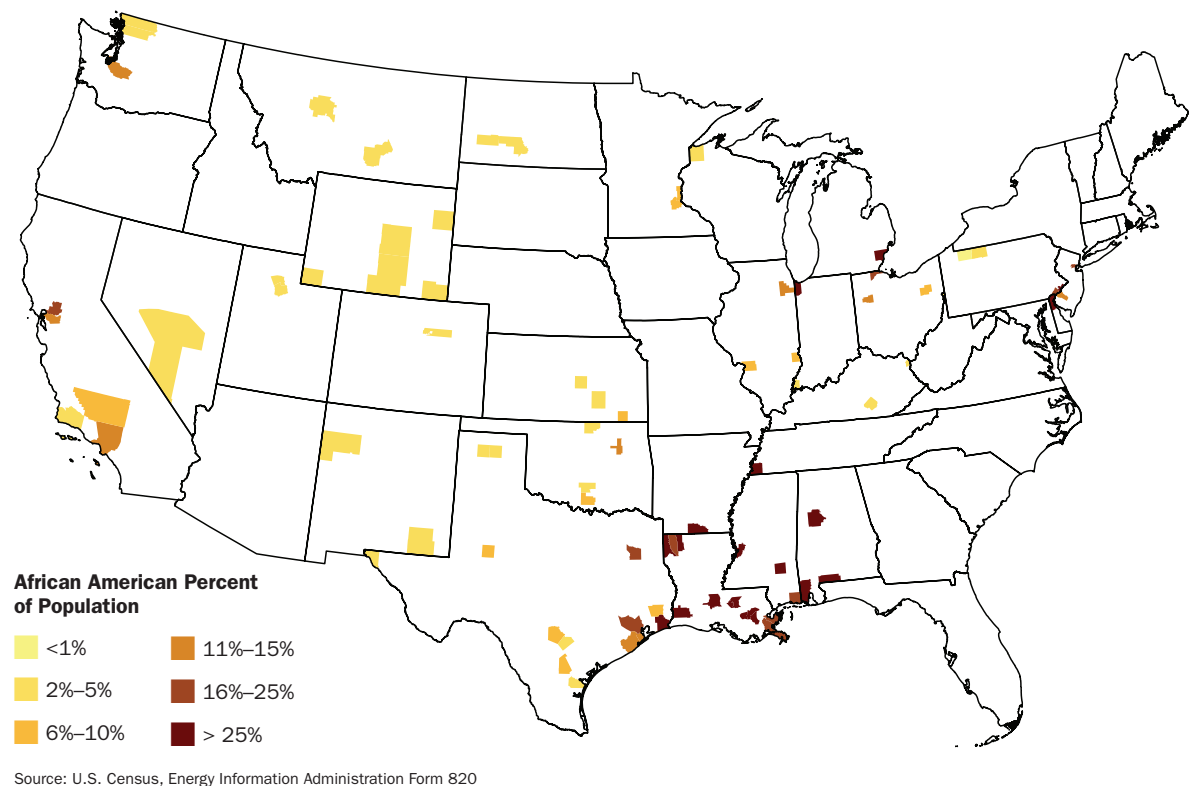 African American Percent
of Population
<1%
2%–5%
6%–10%
11%–15%
16%–25%
> 25%
Source: U.S. Census, Energy Information Administration Form 820